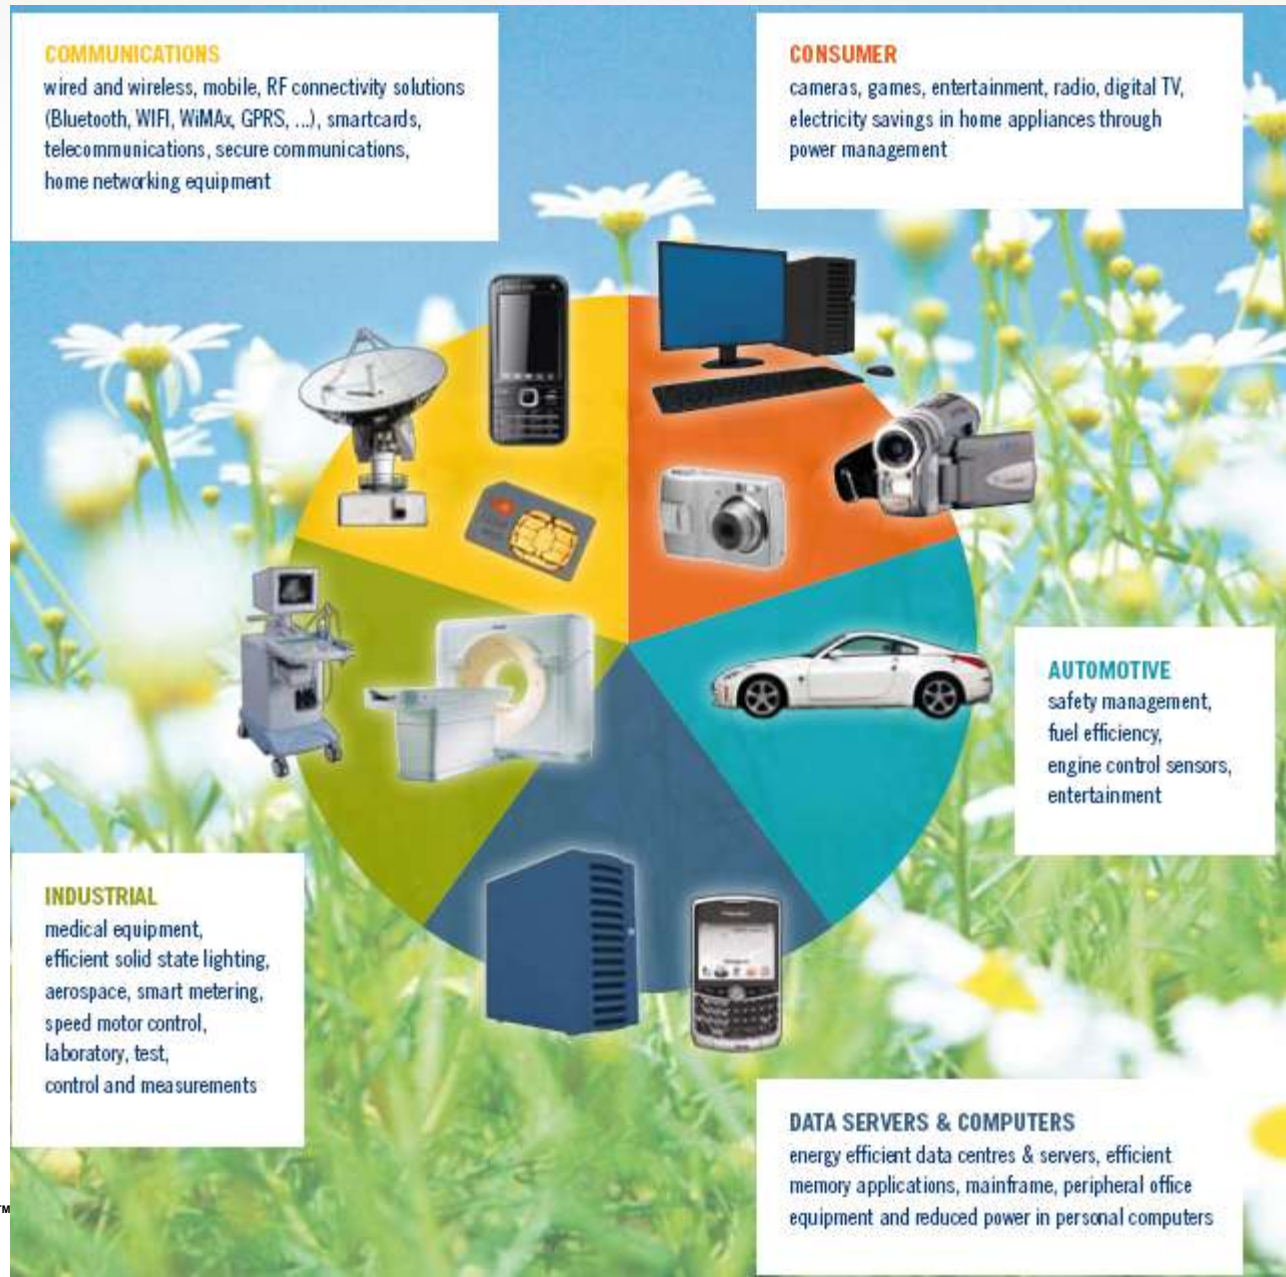 COMMUNICATIONS
wired and wireless, mobile, RF connectivity solutions
(Bluetooth, WIFI, WiMAx, GPRS, ...), smartcards,
telecommunications, secure communications,
home networking equipment
CONSUMER
cameras, games, entertainment, radio, digital TV,
electricity savings in home appliances through
power management
AUTOMOTIVE
safety management,
fuel efficiency,
engine control sensors,
entertainment
INDUSTRIAL
medical equipment,
efficient solid state lighting,
aerospace, smart metering,
speed motor control,
laboratory, test,
control and measurements
DATA SERVERS & COMPUTERS
energy efficient data centres & servers, efficient
memory applications, mainframe, peripheral office
equipment and reduced power in personal computers
TM